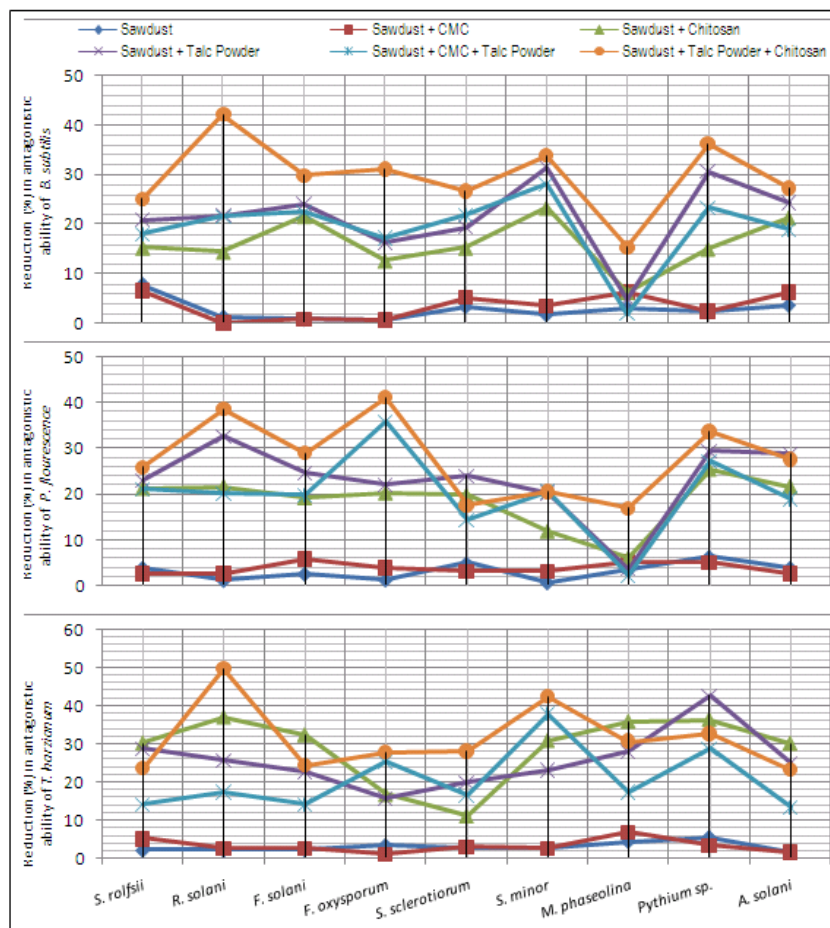 Sawdust
Sawdust + CMC
Sawdust + Chitosan
Sawdust + Talc Powder
Sawdust + CMC + Talc Powder
Sawdust + Talc Powder + Chitosan
Reduction (%) in antagonistic
ability of B. subtilis
50
40
30
20
10
0
Reduction (%) in antagonistic
ability of P. flourescence
50
40
30
20
10
0
Reduction (%) in antagonistic
ability of T. harzianum
60
50
40
30
20
10
0
S. rolfsii
R. solani
F. solani
F. oxysporum
S. sclerotiorum
S. minor
M. phaseolina
Pythium sp.
A. solani